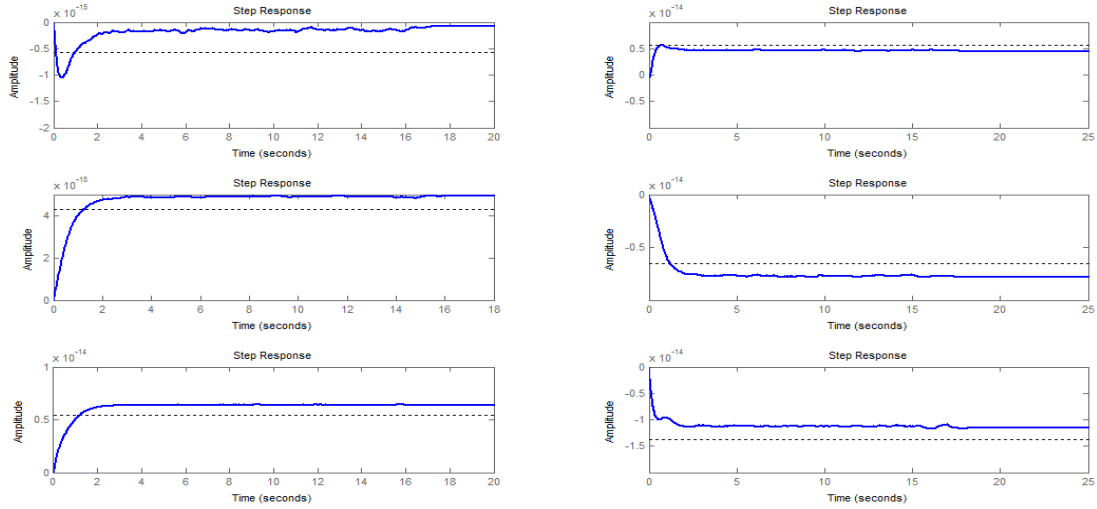 x 10^-15 Step Response
0
-0.5
-1
-1.5
-2
Amplitude
0 2 4 6 8 10 12 14 16 18 20
Time (seconds)
x 10^-14 Step Response
0.5
0
-0.5
Amplitude
0 5 10 15 20 25
Time (seconds)
x 10^-15 Step Response
4
2
0
Amplitude
0 2 4 6 8 10 12 14 16 18
Time (seconds)
x 10^-14 Step Response
0
-0.5
Amplitude
0 5 10 15 20 25
Time (seconds)
x 10^-14 Step Response
1
0.5
0
Amplitude
0 2 4 6 8 10 12 14 16 18 20
Time (seconds)
x 10^-14 Step Response
0
-0.5
-1
-1.5
Amplitude
0 5 10 15 20 25
Time (seconds)